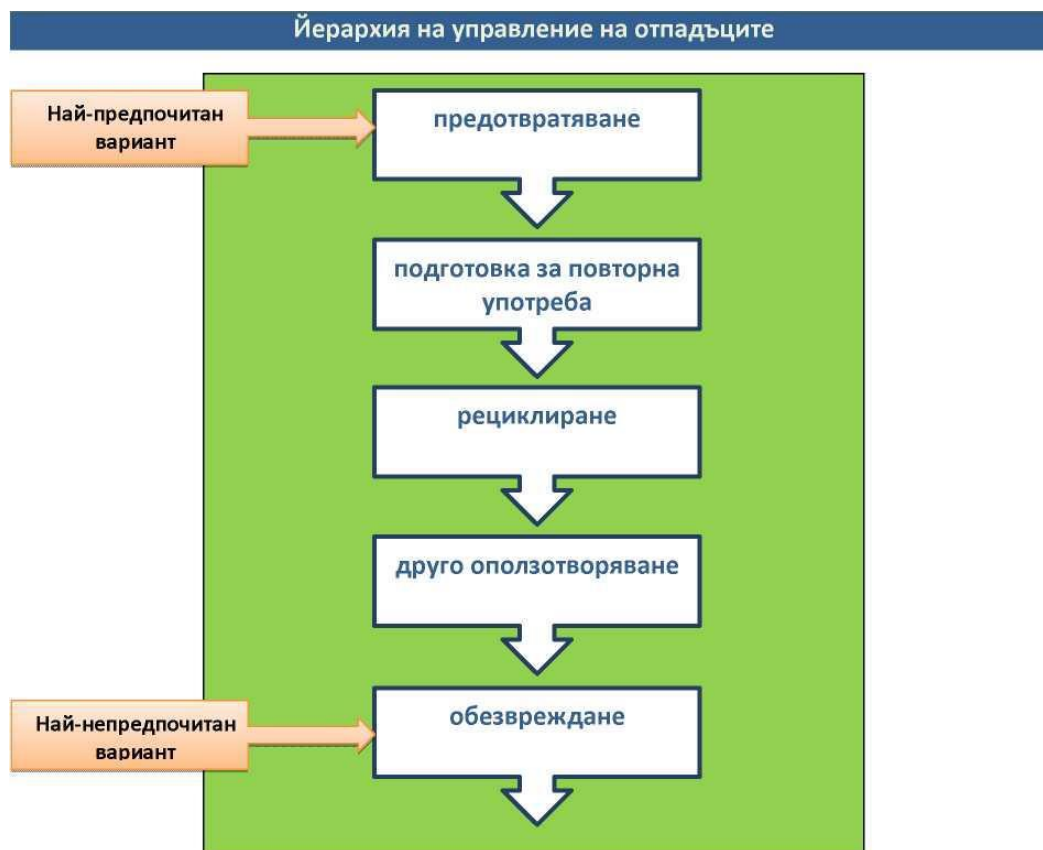 Йерархия на управление на отпадъците
Най-предпочитан
вариант
предотвратяване
подготовка за повторна
употреба
рециклиране
друго оползотворяване
Най-непредпочитан
вариант
обезвреждане